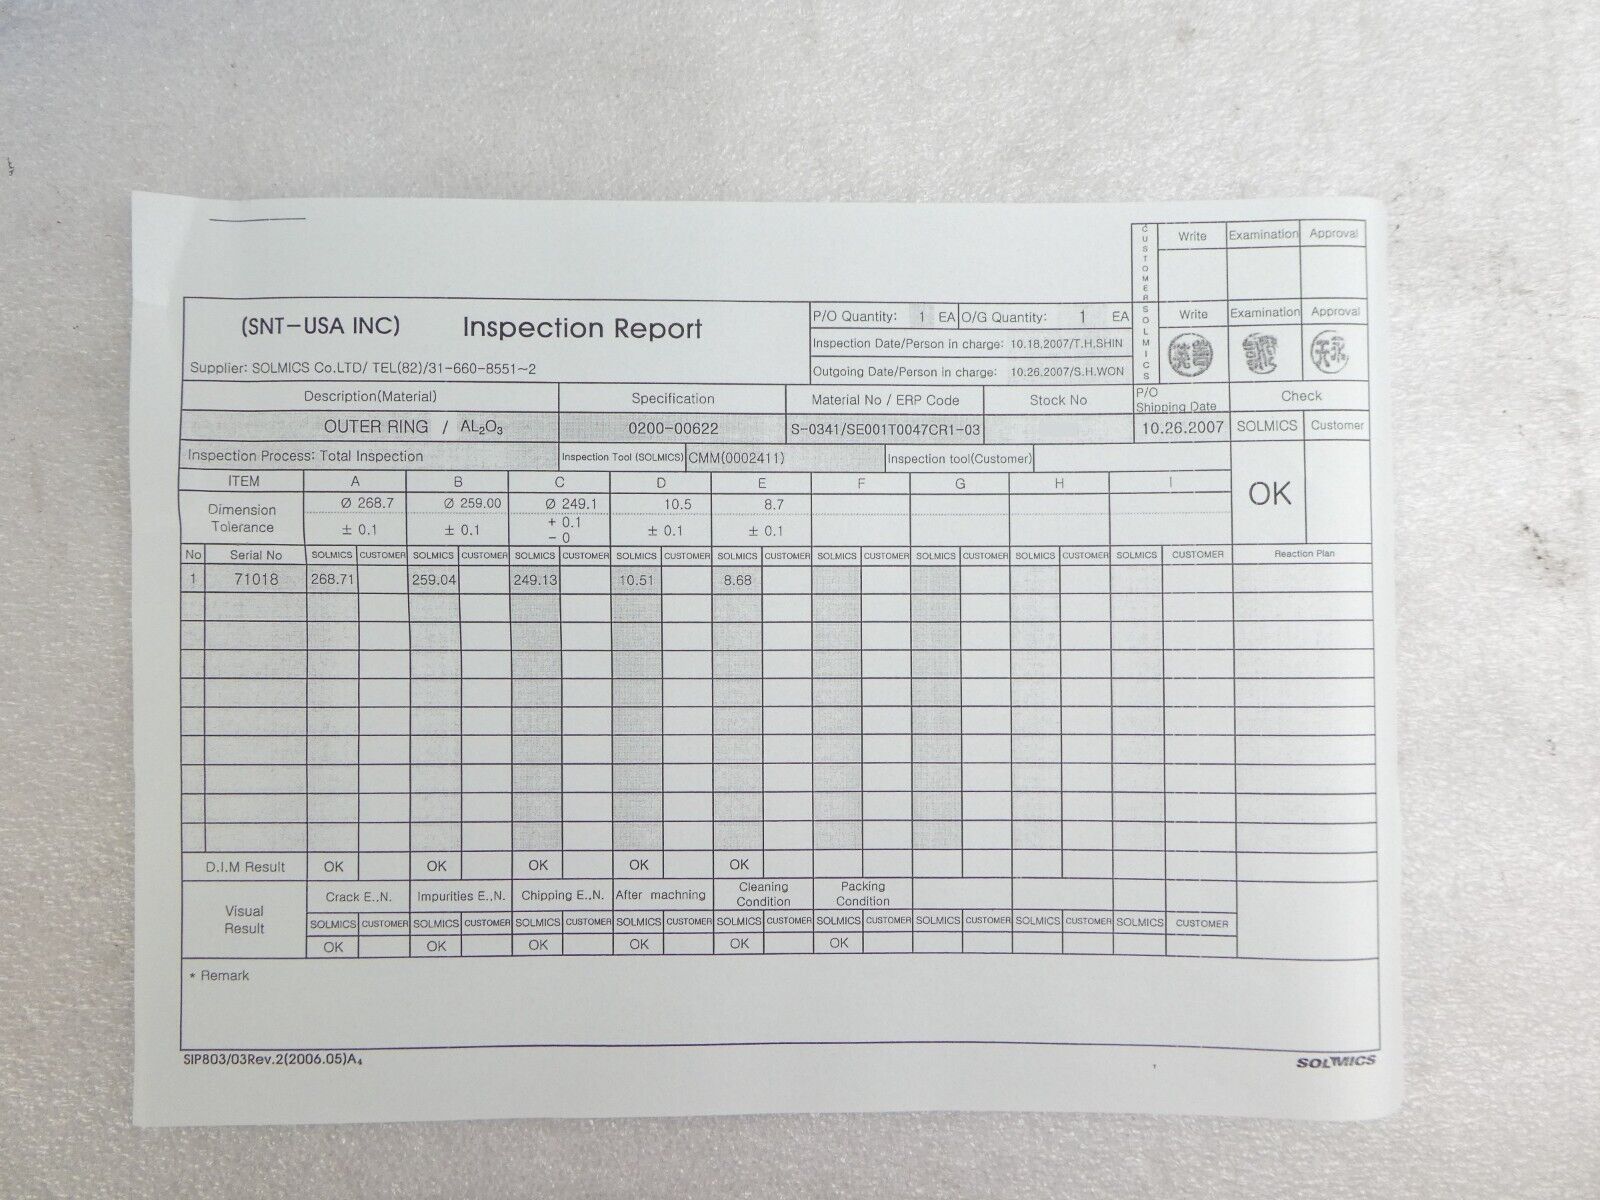 CUSTOMER Write Examination Approval
(SNT-USA INC) Inspection Report
Supplier: SOLMICS Co.LTD/ TEL(82)/31-660-8551~2
P/O Quantity: 1 EA O/G Quantity: 1 EA
Inspection Date/Person in charge: 10.18.2007/T.H.SHIN
Outgoing Date/Person in charge: 10.26.2007/S.H.WON
SOLMICS Write Examination Approval
Description(Material) Specification Material No / ERP Code Stock No P/O Shipping Date Check
OUTER RING / AL₂O₃ 0200-00622 S-0341/SE001T0047CR1-03 10.26.2007 SOLMICS Customer
Inspection Process: Total Inspection Inspection Tool (SOLMICS) CMM(0002411) Inspection tool(Customer)
OK
ITEM A B C D E F G H I
Dimension Ø 268.7 Ø 259.00 Ø 249.1 10.5 8.7
Tolerance ± 0.1 ± 0.1 + 0.1 - 0 ± 0.1 ± 0.1
No Serial No SOLMICS CUSTOMER SOLMICS CUSTOMER SOLMICS CUSTOMER SOLMICS CUSTOMER SOLMICS CUSTOMER SOLMICS CUSTOMER SOLMICS CUSTOMER SOLMICS CUSTOMER SOLMICS CUSTOMER Reaction Plan
1 71018 268.71 259.04 249.13 10.51 8.68
D.I.M Result OK OK OK OK OK
Visual Result Crack E.,N. Impurities E.,N. Chipping E.,N. After machning Cleaning Condition Packing Condition
SOLMICS CUSTOMER SOLMICS CUSTOMER SOLMICS CUSTOMER SOLMICS CUSTOMER SOLMICS CUSTOMER SOLMICS CUSTOMER SOLMICS CUSTOMER SOLMICS CUSTOMER SOLMICS CUSTOMER
OK OK OK OK OK OK
* Remark
SIP803/03Rev.2(2006.05)A₄ SOLMICS